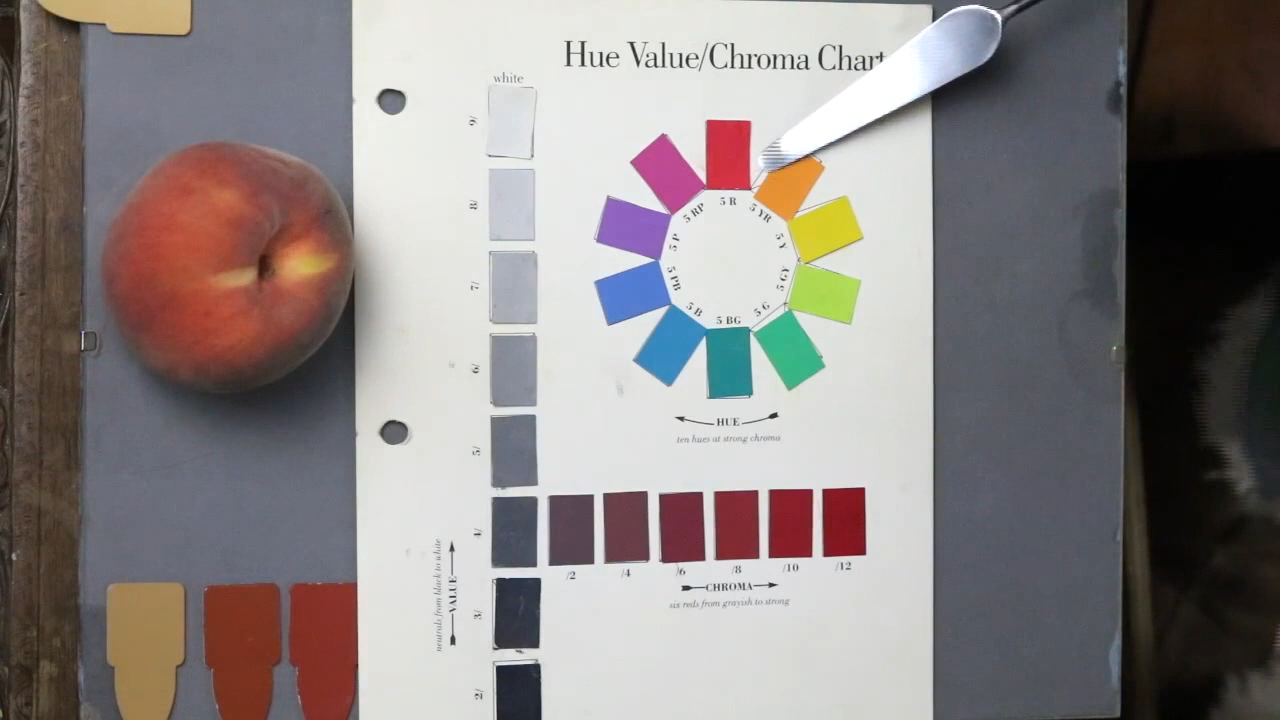 Hue Value/Chroma Chart
white
9/
8/
7/
6/
5/
4/
3/
2/
5 R
5 YR
5 Y
5 GY
5 G
5 BG
5 B
5 PB
5 P
5 RP
HUE
ten hues at strong chroma
/2 /4 /6 /8 /10 /12
CHROMA
six reds from grayish to strong
VALUE
neutrals from black to white